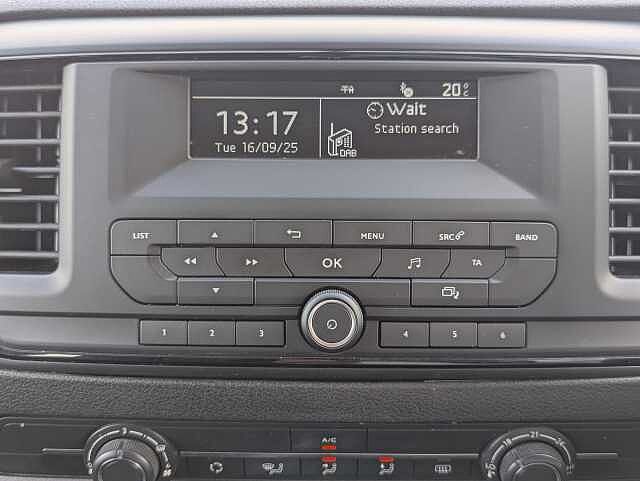 TA 20°C
13:17 Wait
Station search
Tue 16/09/25 DAB
LIST MENU SRC BAND
OK TA
1 2 3 4 5 6
A/C